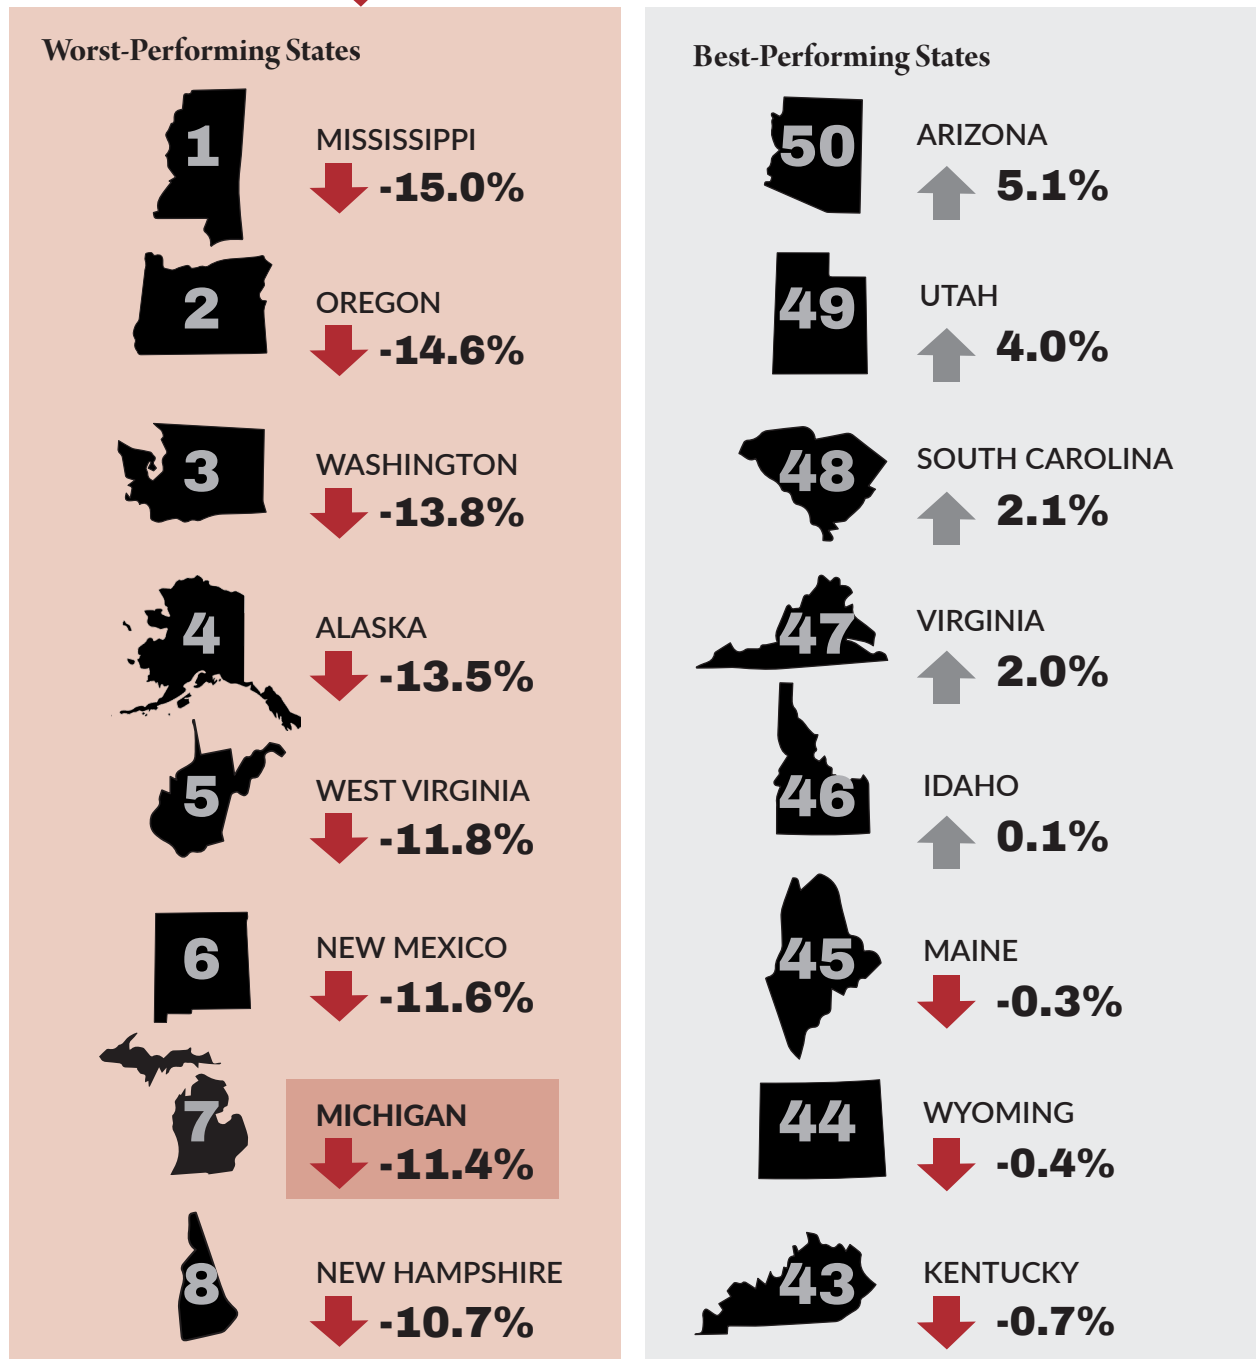 Worst-Performing States
1
MISSISSIPPI
-15.0%
2
OREGON
-14.6%
3
WASHINGTON
-13.8%
4
ALASKA
-13.5%
5
WEST VIRGINIA
-11.8%
6
NEW MEXICO
-11.6%
7
MICHIGAN
-11.4%
8
NEW HAMPSHIRE
-10.7%
Best-Performing States
50
ARIZONA
5.1%
49
UTAH
4.0%
48
SOUTH CAROLINA
2.1%
47
VIRGINIA
2.0%
46
IDAHO
0.1%
45
MAINE
-0.3%
44
WYOMING
-0.4%
43
KENTUCKY
-0.7%